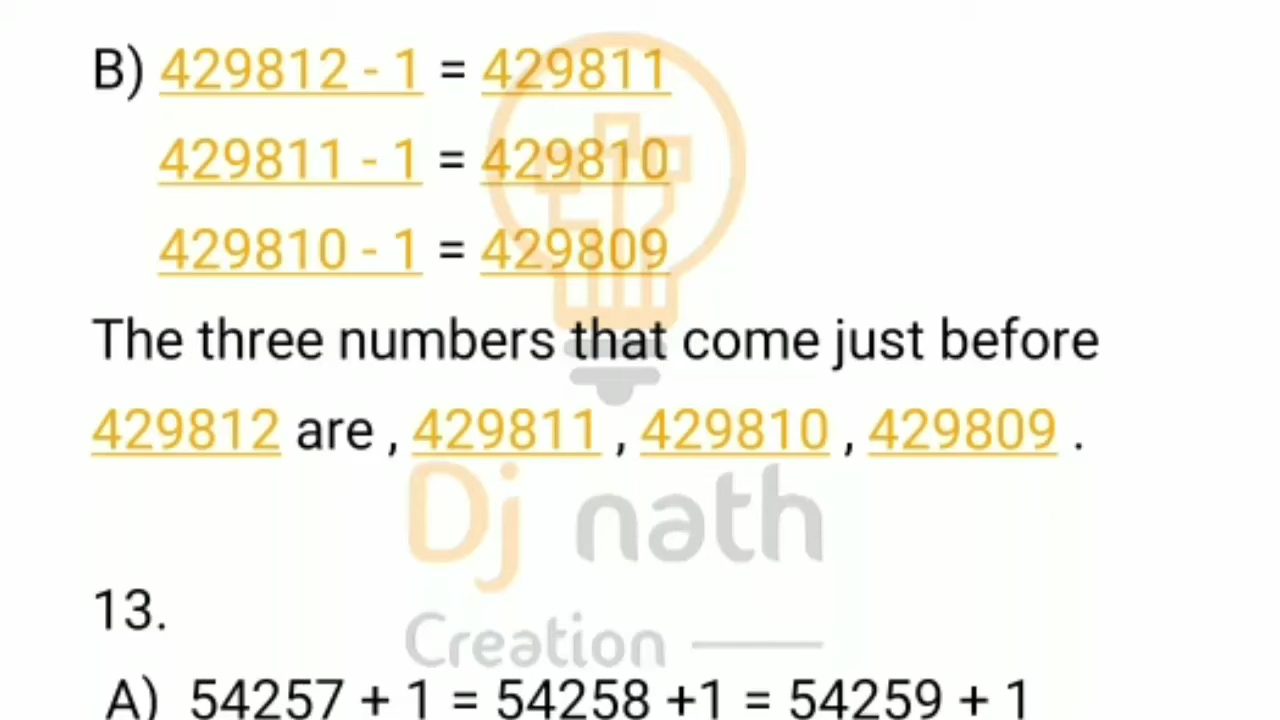 B) 429812 - 1 = 429811
429811 - 1 = 429810
429810 - 1 = 429809
The three numbers that come just before
429812 are , 429811 , 429810 , 429809 .
Dj nath
Creation
13.
A) 54257 + 1 = 54258 +1 = 54259 + 1